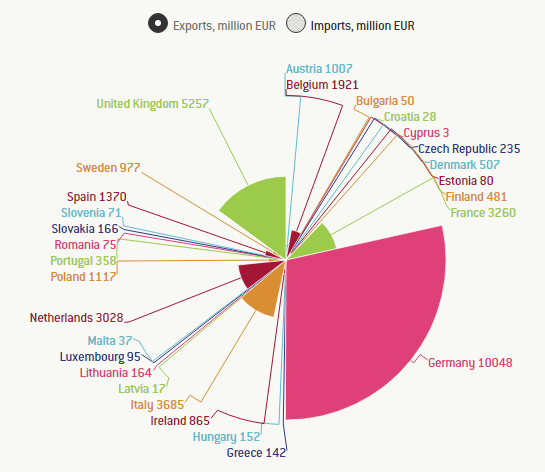 Exports, million EUR
Imports, million EUR
Austria 1007
Belgium 1921
Bulgaria 50
Croatia 28
Cyprus 3
Czech Republic 235
Denmark 507
Estonia 80
Finland 481
France 3260
Germany 10048
Greece 142
Hungary 152
Ireland 865
Italy 3685
Latvia 17
Lithuania 164
Luxembourg 95
Malta 37
Netherlands 3028
Poland 1117
Portugal 358
Romania 75
Slovakia 166
Slovenia 71
Spain 1370
Sweden 977
United Kingdom 5257